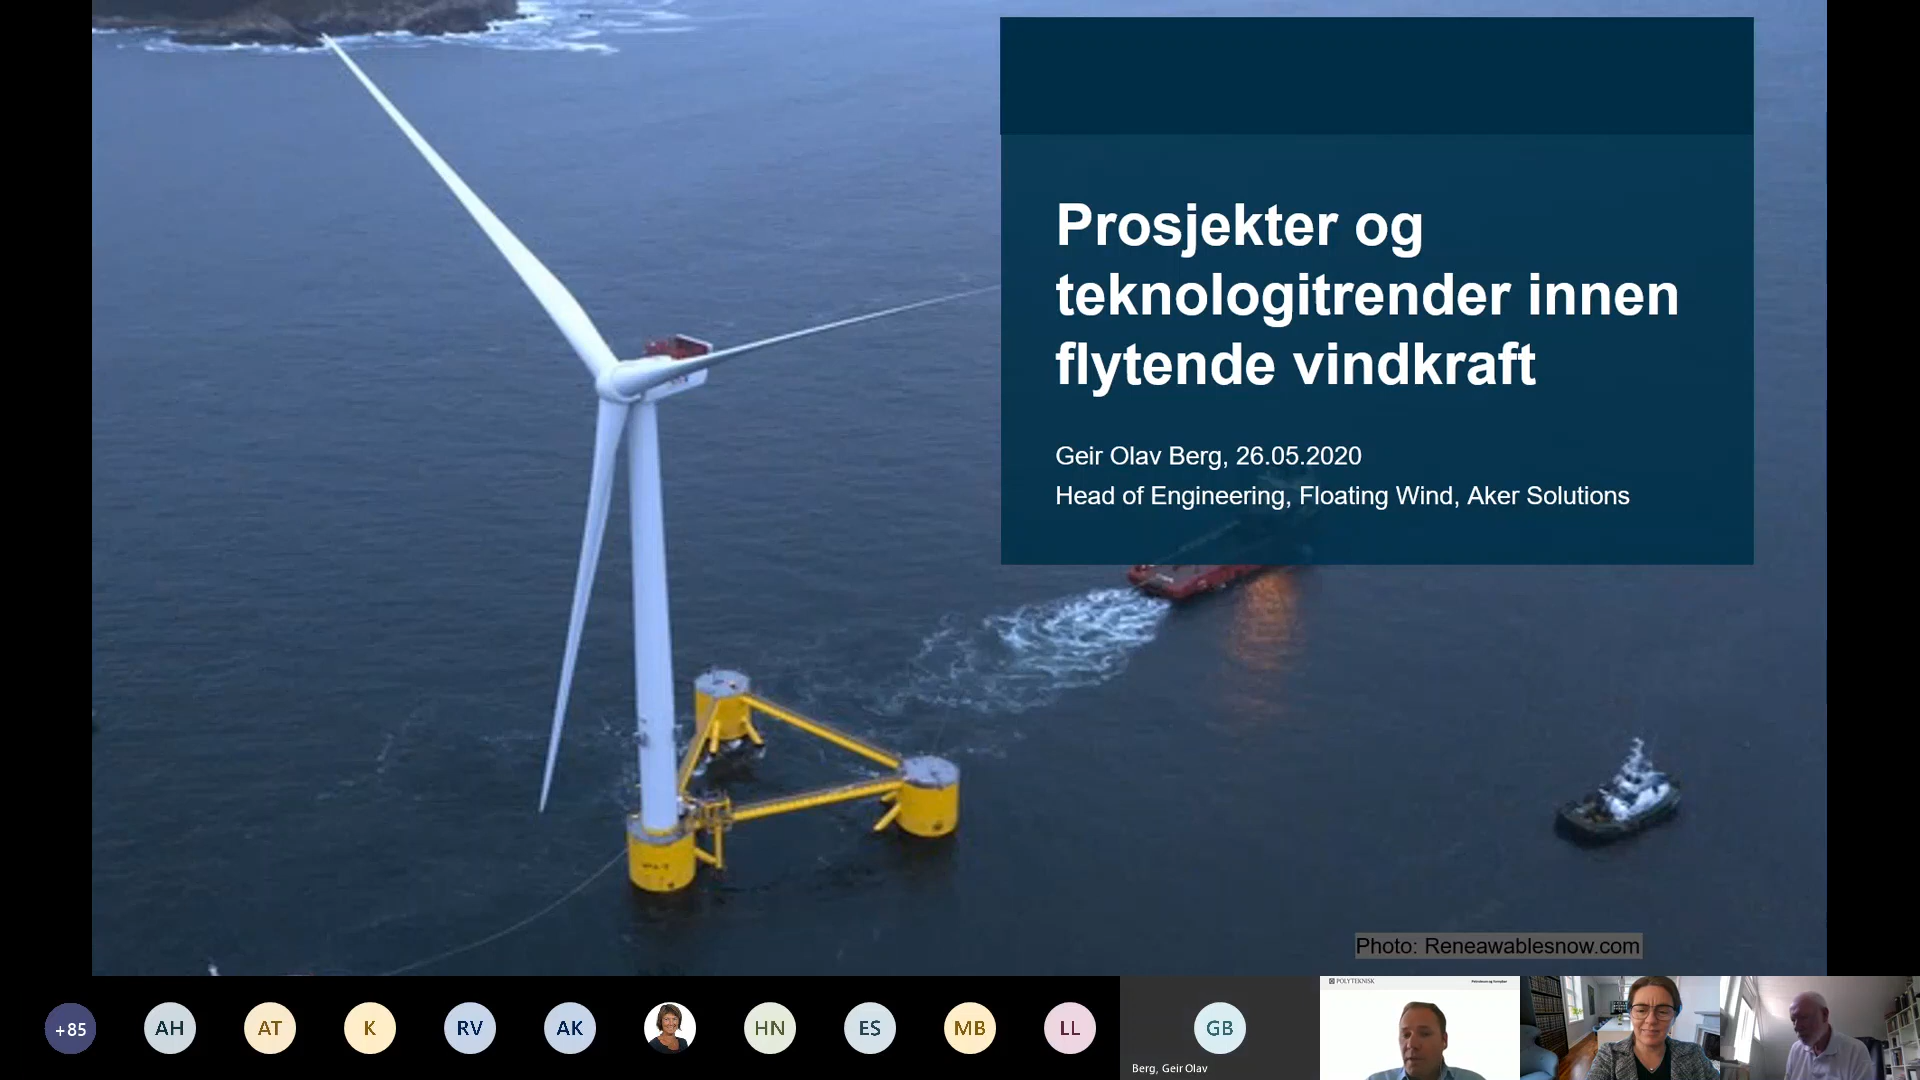 Prosjekter og
teknologitrender innen
flytende vindkraft
Geir Olav Berg, 26.05.2020
Head of Engineering, Floating Wind, Aker Solutions
Photo: Reneawablesnow.com
+85
AH
AT
K
RV
AK
HN
ES
MB
LL
GB
Berg, Geir Olav
POLYTEKNISK